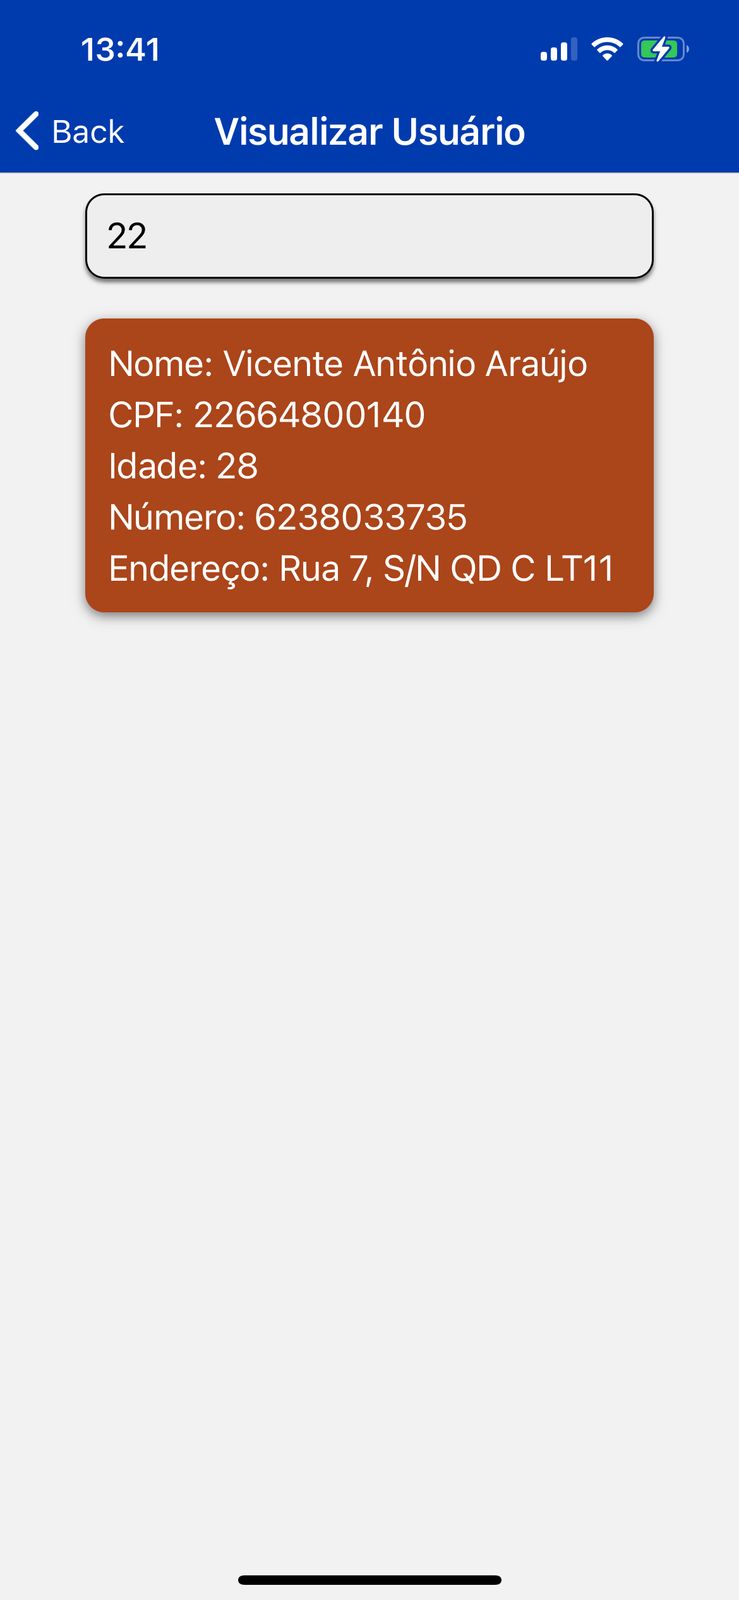 13:41
Back
Visualizar Usuário
22
Nome: Vicente Antônio Araújo
CPF: 22664800140
Idade: 28
Número: 6238033735
Endereço: Rua 7, S/N QD C LT11